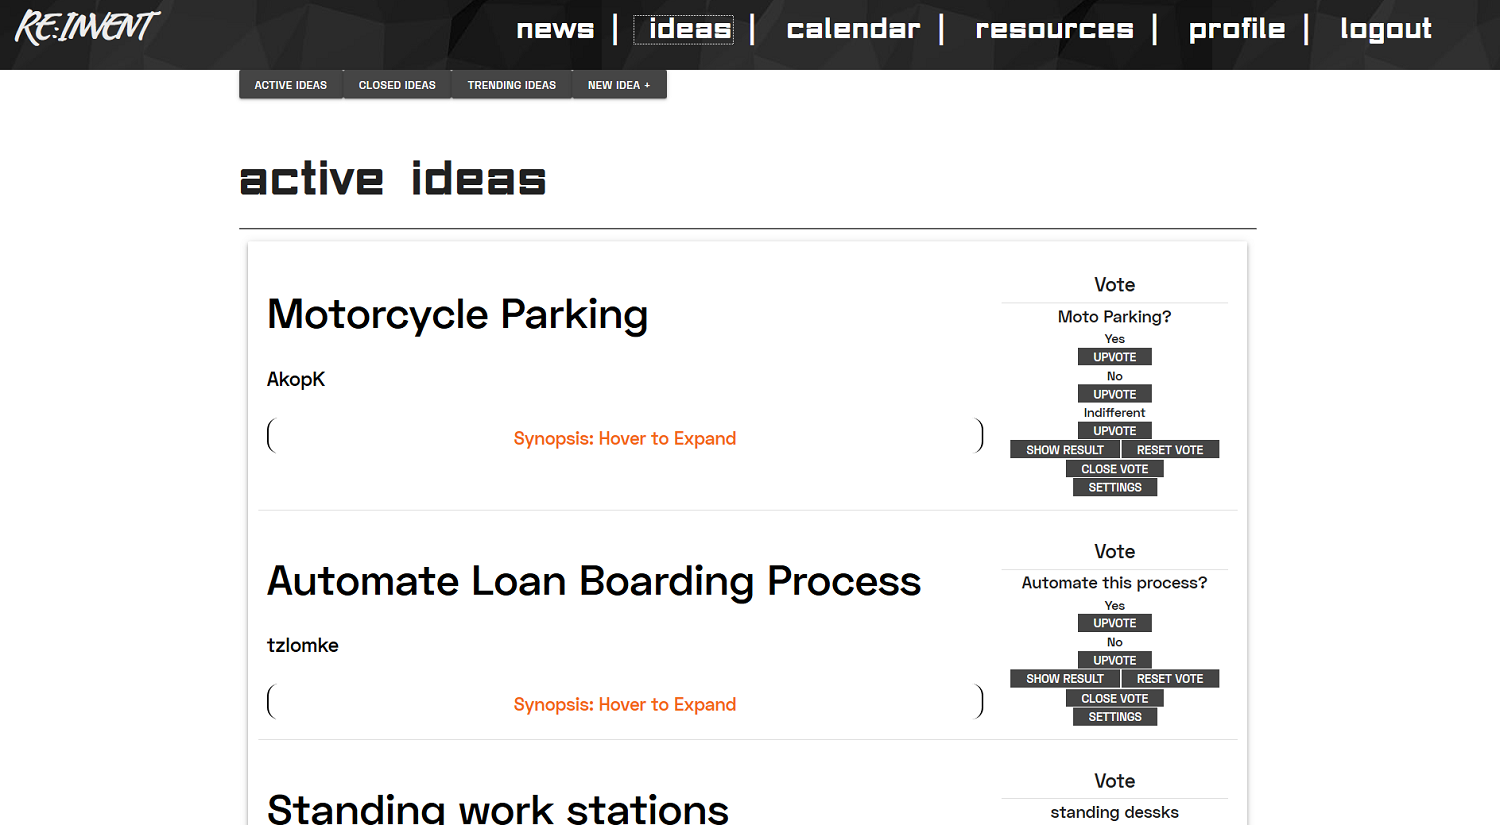 RE:INVENT
news | ideas | calendar | resources | profile | logout
ACTIVE IDEAS CLOSED IDEAS TRENDING IDEAS NEW IDEA +
active ideas
Motorcycle Parking
AkopK
Synopsis: Hover to Expand
Vote
Moto Parking?
Yes
UPVOTE
No
UPVOTE
Indifferent
UPVOTE
SHOW RESULT RESET VOTE
CLOSE VOTE
SETTINGS
Automate Loan Boarding Process
tzlomke
Synopsis: Hover to Expand
Vote
Automate this process?
Yes
UPVOTE
No
UPVOTE
SHOW RESULT RESET VOTE
CLOSE VOTE
SETTINGS
Standing work stations
Vote
standing dessks